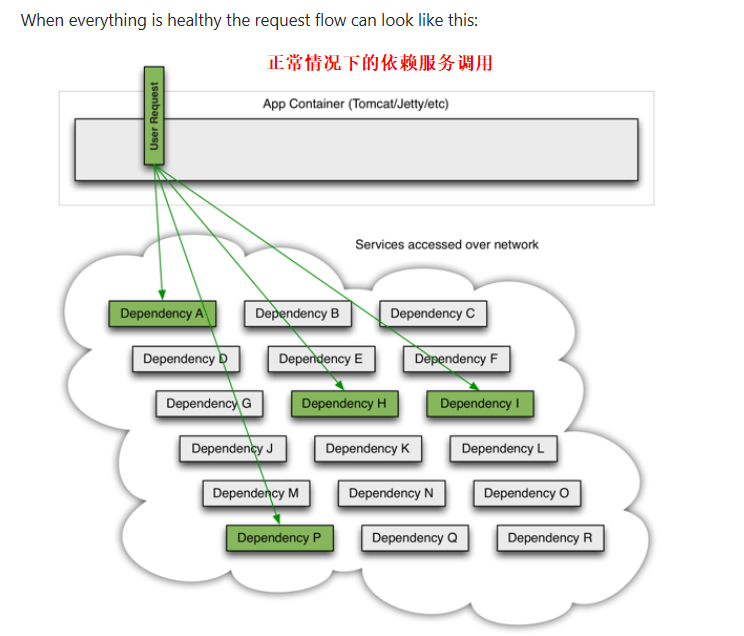 When everything is healthy the request flow can look like this:
正常情况下的依赖服务调用
App Container (Tomcat/Jetty/etc)
User Request
Services accessed over network
Dependency A
Dependency B
Dependency C
Dependency D
Dependency E
Dependency F
Dependency G
Dependency H
Dependency I
Dependency J
Dependency K
Dependency L
Dependency M
Dependency N
Dependency O
Dependency P
Dependency Q
Dependency R